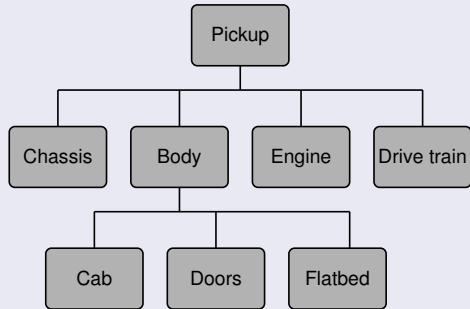 Pickup
Chassis
Body
Engine
Drive train
Cab
Doors
Flatbed